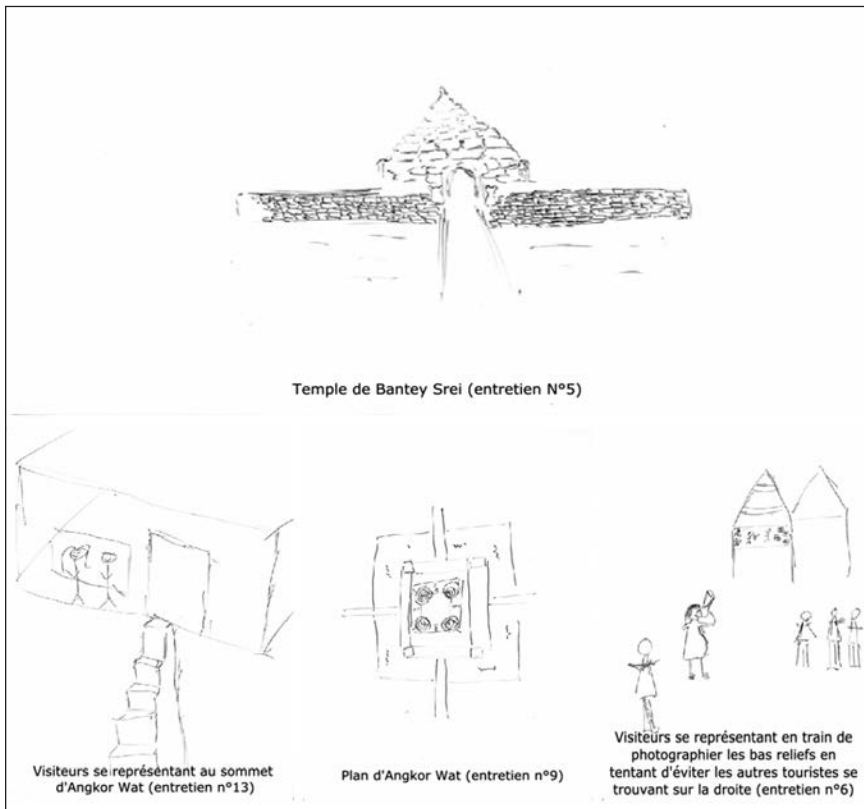 Temple de Bantey Srei (entretien N°5)
Visiteurs se représentant au sommet
d'Angkor Wat (entretien n°13)
Plan d'Angkor Wat (entretien n°9)
Visiteurs se représentant en train de
photographier les bas reliefs en
tentant d'éviter les autres touristes se
trouvant sur la droite (entretien n°6)